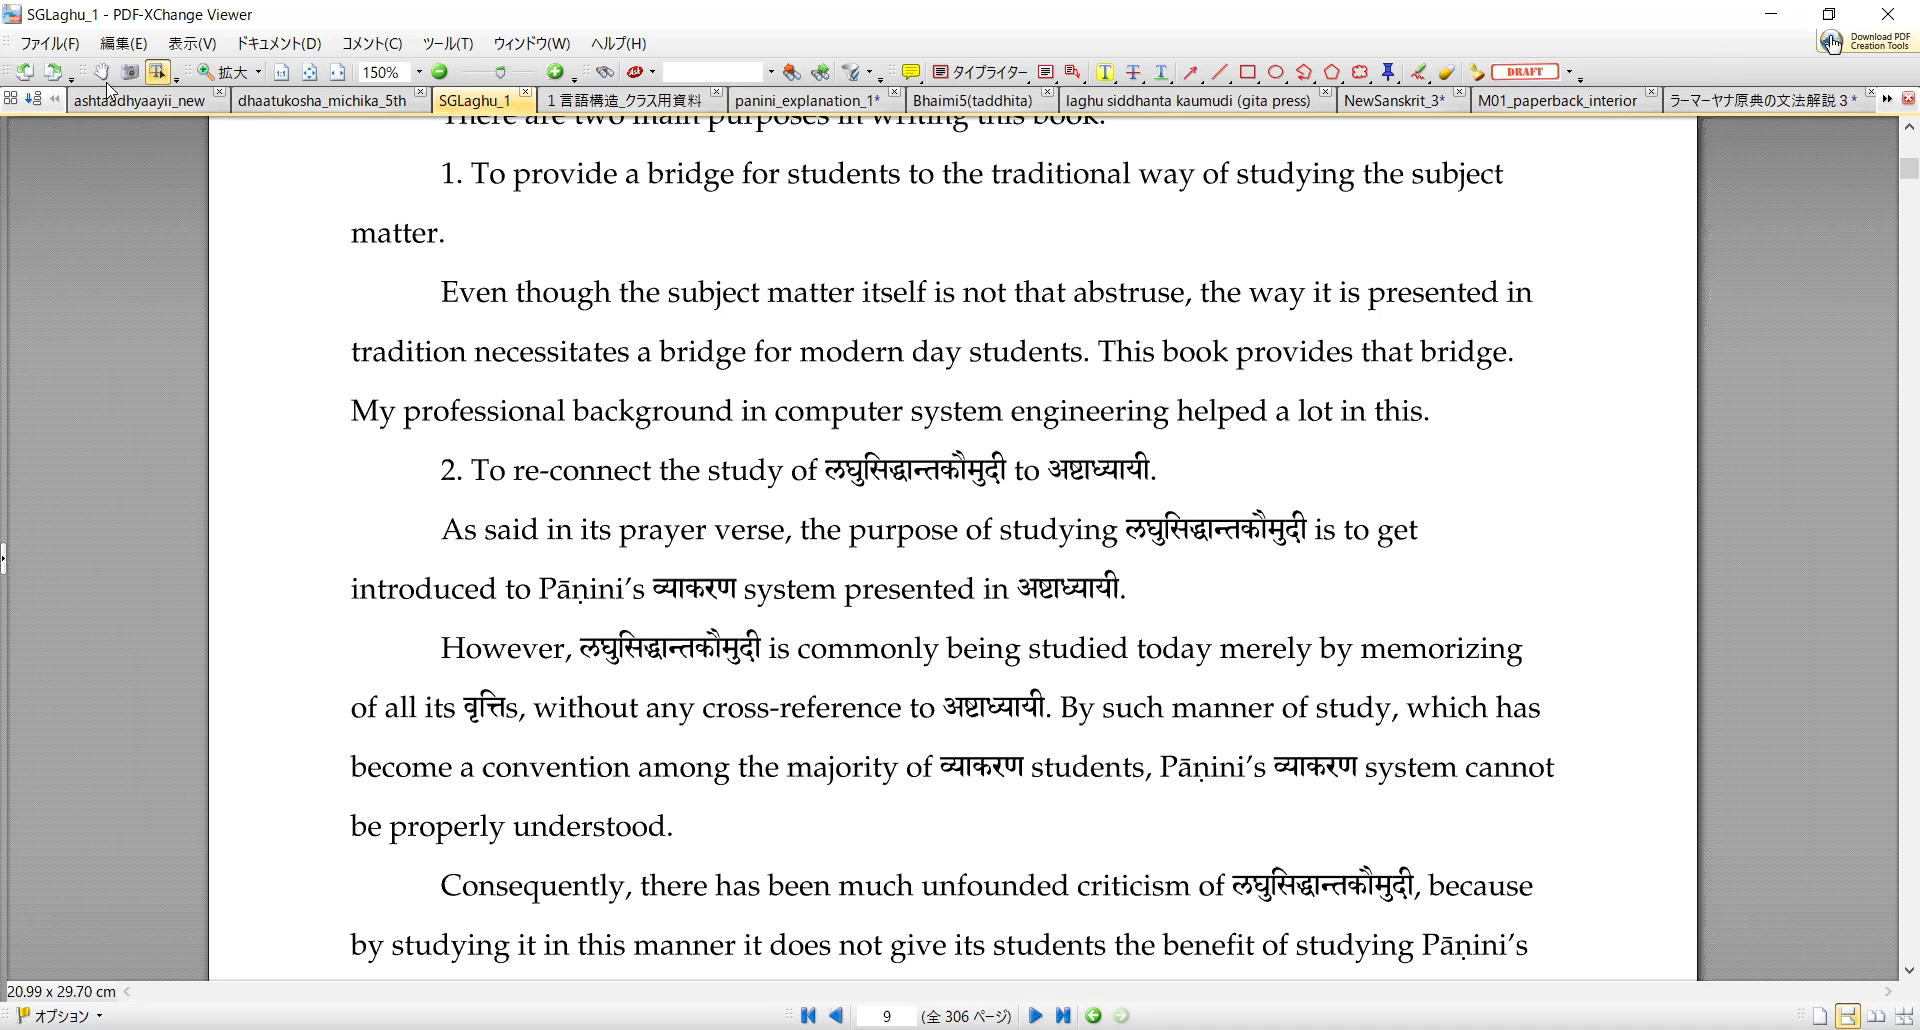 SGLaghu_1 - PDF-XChange Viewer
ファイル(F) 編集(E) 表示(V) ドキュメント(D) コメント(C) ツール(T) ウィンドウ(W) ヘルプ(H)
Download PDF
Creation Tools
拡大 150% タイプライター DRAFT
ashtaadhyaayii_new dhaatukosha_michika_5th SGLaghu_1 1 言語構造_クラス用資料 panini_explanation_1* Bhaimi5(taddhita) laghu siddhanta kaumudi (gita press) NewSanskrit_3* M01_paperback_interior ラーマーヤナ原典の文法解説３*
There are two main purposes in writing this book.
1. To provide a bridge for students to the traditional way of studying the subject
matter.
Even though the subject matter itself is not that abstruse, the way it is presented in
tradition necessitates a bridge for modern day students. This book provides that bridge.
My professional background in computer system engineering helped a lot in this.
2. To re-connect the study of लघुसिद्धान्तकौमुदी to अष्टाध्यायी.
As said in its prayer verse, the purpose of studying लघुसिद्धान्तकौमुदी is to get
introduced to Pāṇini’s व्याकरण system presented in अष्टाध्यायी.
However, लघुसिद्धान्तकौमुदी is commonly being studied today merely by memorizing
of all its वृत्तिs, without any cross-reference to अष्टाध्यायी. By such manner of study, which has
become a convention among the majority of व्याकरण students, Pāṇini’s व्याकरण system cannot
be properly understood.
Consequently, there has been much unfounded criticism of लघुसिद्धान्तकौमुदी, because
by studying it in this manner it does not give its students the benefit of studying Pāṇini’s
20.99 x 29.70 cm
オプション 9 (全 306 ページ)